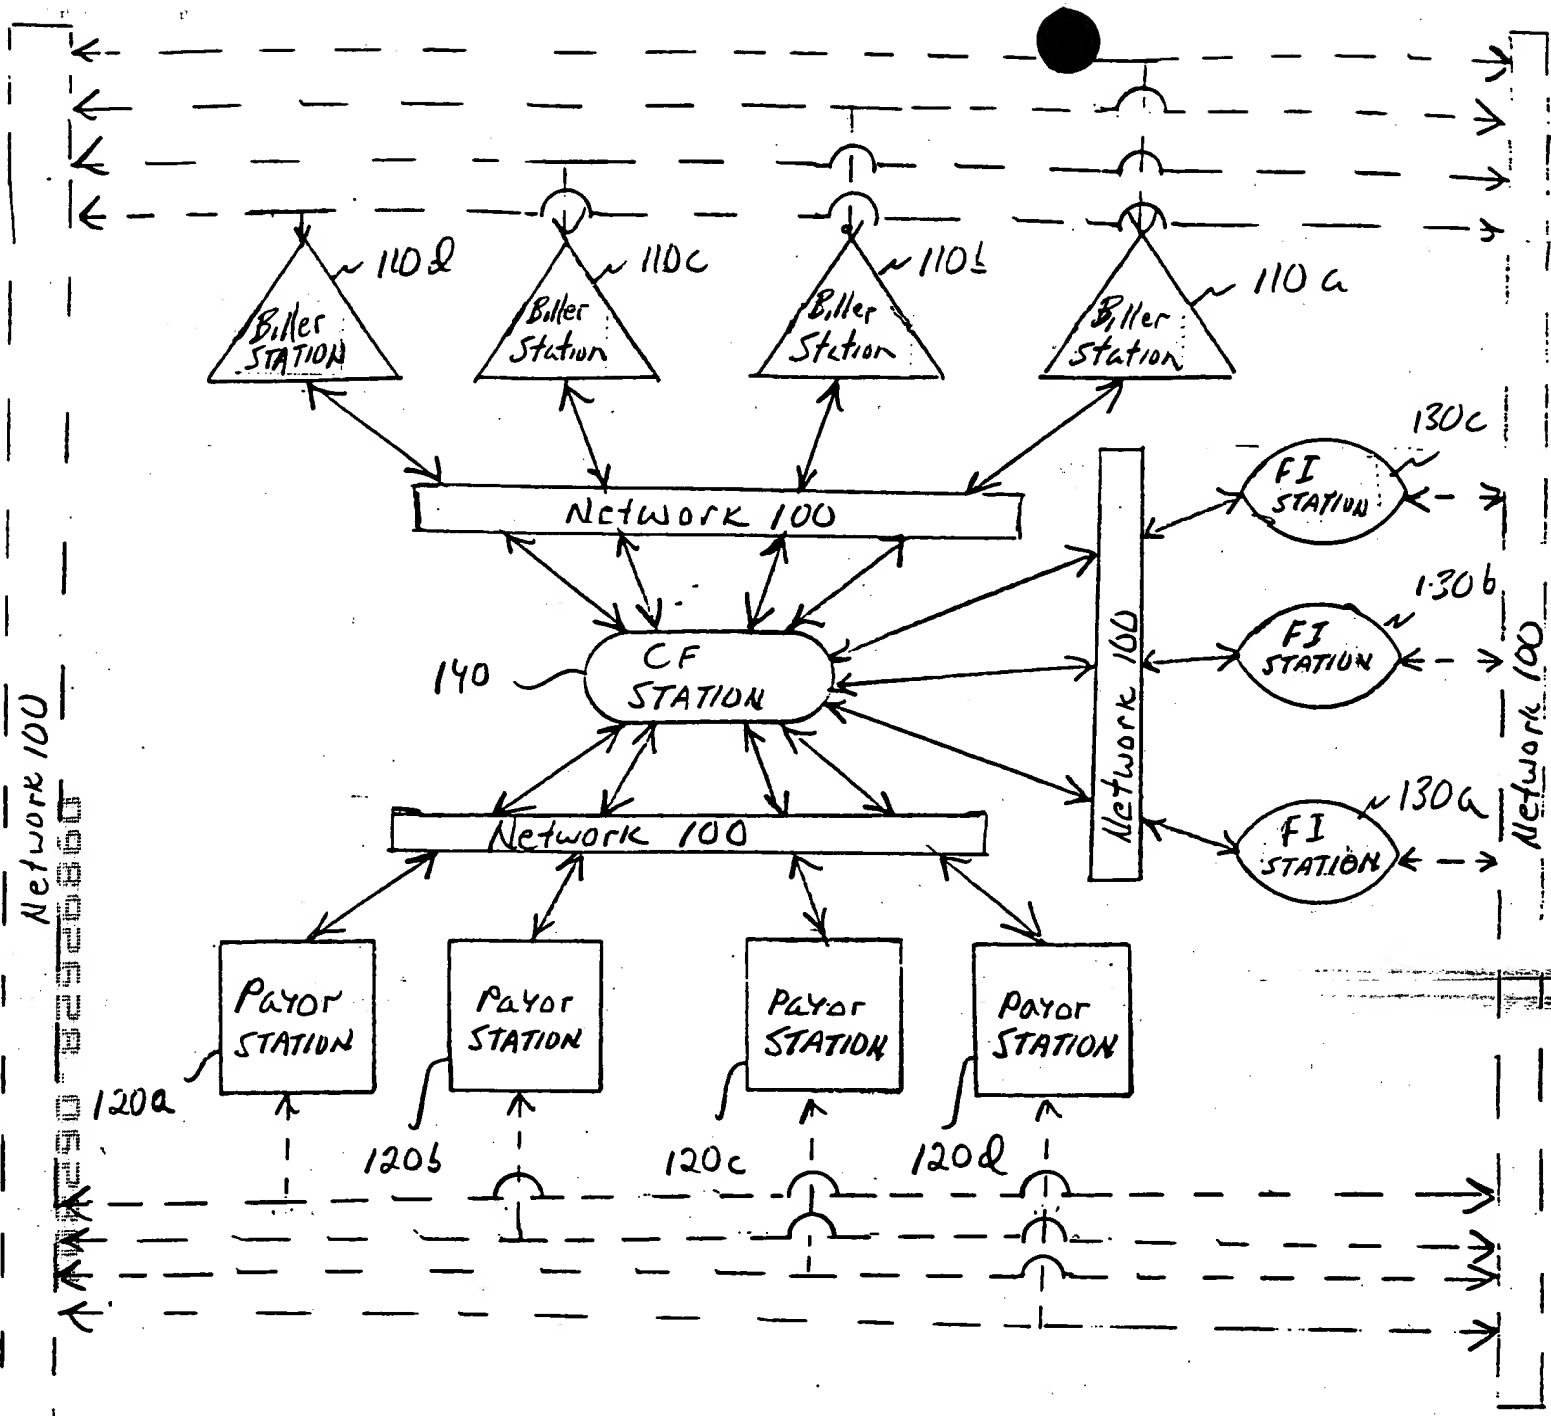 110d
110c
110b
110a
Biller
STATION
Biller
Station
Biller
Station
Biller
Station
130c
FI
STATION
Network 100
130b
FI
STATION
CF
STATION
140
Network 100
Network 100
Network 100
130a
FI
STATION
Network 100
Payor
STATION
Payor
STATION
Payor
STATION
Payor
STATION
120a
120b
120c
120d